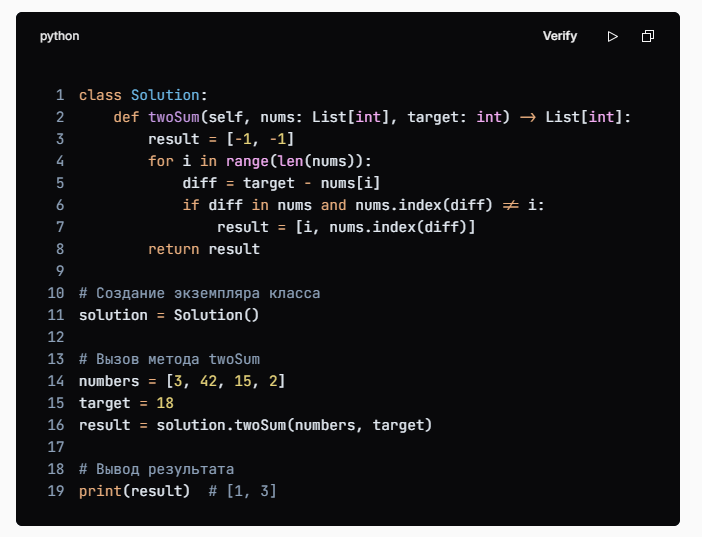 python
Verify
1 class Solution:
2     def twoSum(self, nums: List[int], target: int) -> List[int]:
3         result = [-1, -1]
4         for i in range(len(nums)):
5             diff = target - nums[i]
6             if diff in nums and nums.index(diff) != i:
7                 result = [i, nums.index(diff)]
8         return result
9
10 # Создание экземпляра класса
11 solution = Solution()
12
13 # Вызов метода twoSum
14 numbers = [3, 42, 15, 2]
15 target = 18
16 result = solution.twoSum(numbers, target)
17
18 # Вывод результата
19 print(result)  # [1, 3]